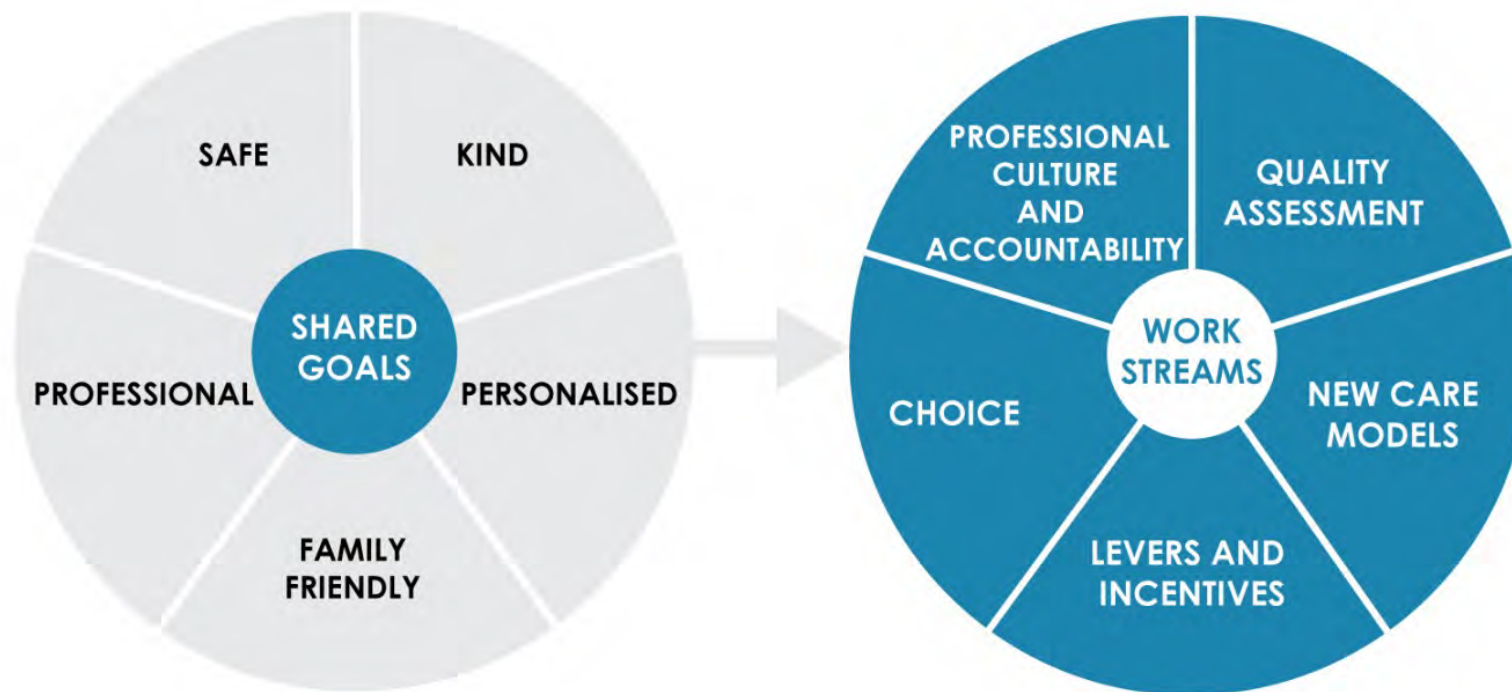 SAFE
KIND
SHARED
GOALS
PROFESSIONAL
PERSONALISED
FAMILY
FRIENDLY
PROFESSIONAL
CULTURE
AND
ACCOUNTABILITY
QUALITY
ASSESSMENT
WORK
STREAMS
CHOICE
NEW CARE
MODELS
LEVERS AND
INCENTIVES